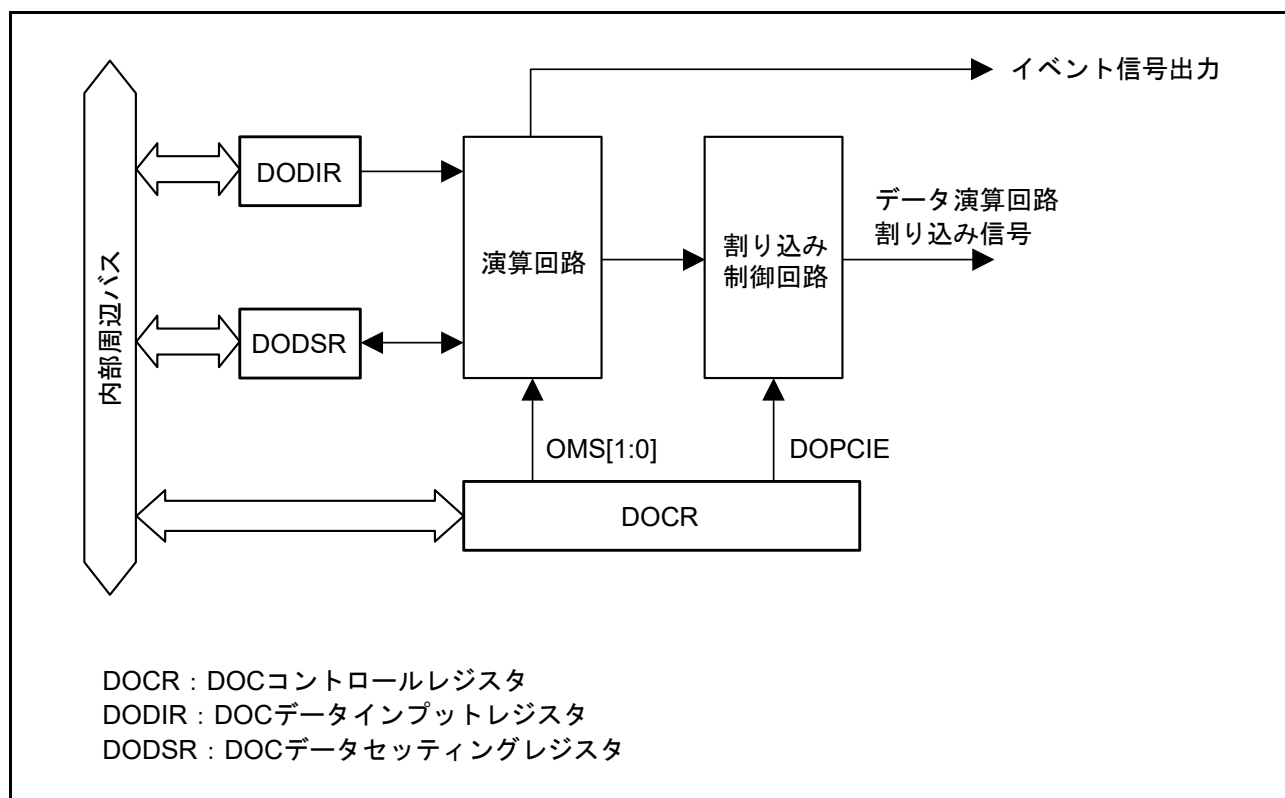 イベント信号出力
DODIR
データ演算回路
割り込み信号
演算回路
割り込み
制御回路
内部周辺バス
DODSR
OMS[1:0]
DOPCIE
DOCR
DOCR：DOCコントロールレジスタ
DODIR：DOCデータインプットレジスタ
DODSR：DOCデータセッティングレジスタ